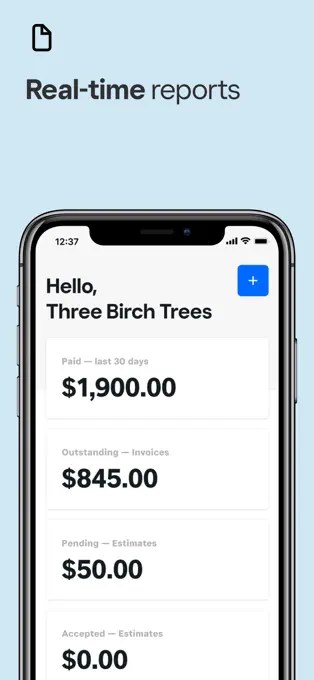 Real-time reports
12:37
Hello,
Three Birch Trees
+
Paid — last 30 days
$1,900.00
Outstanding — Invoices
$845.00
Pending — Estimates
$50.00
Accepted — Estimates
$0.00